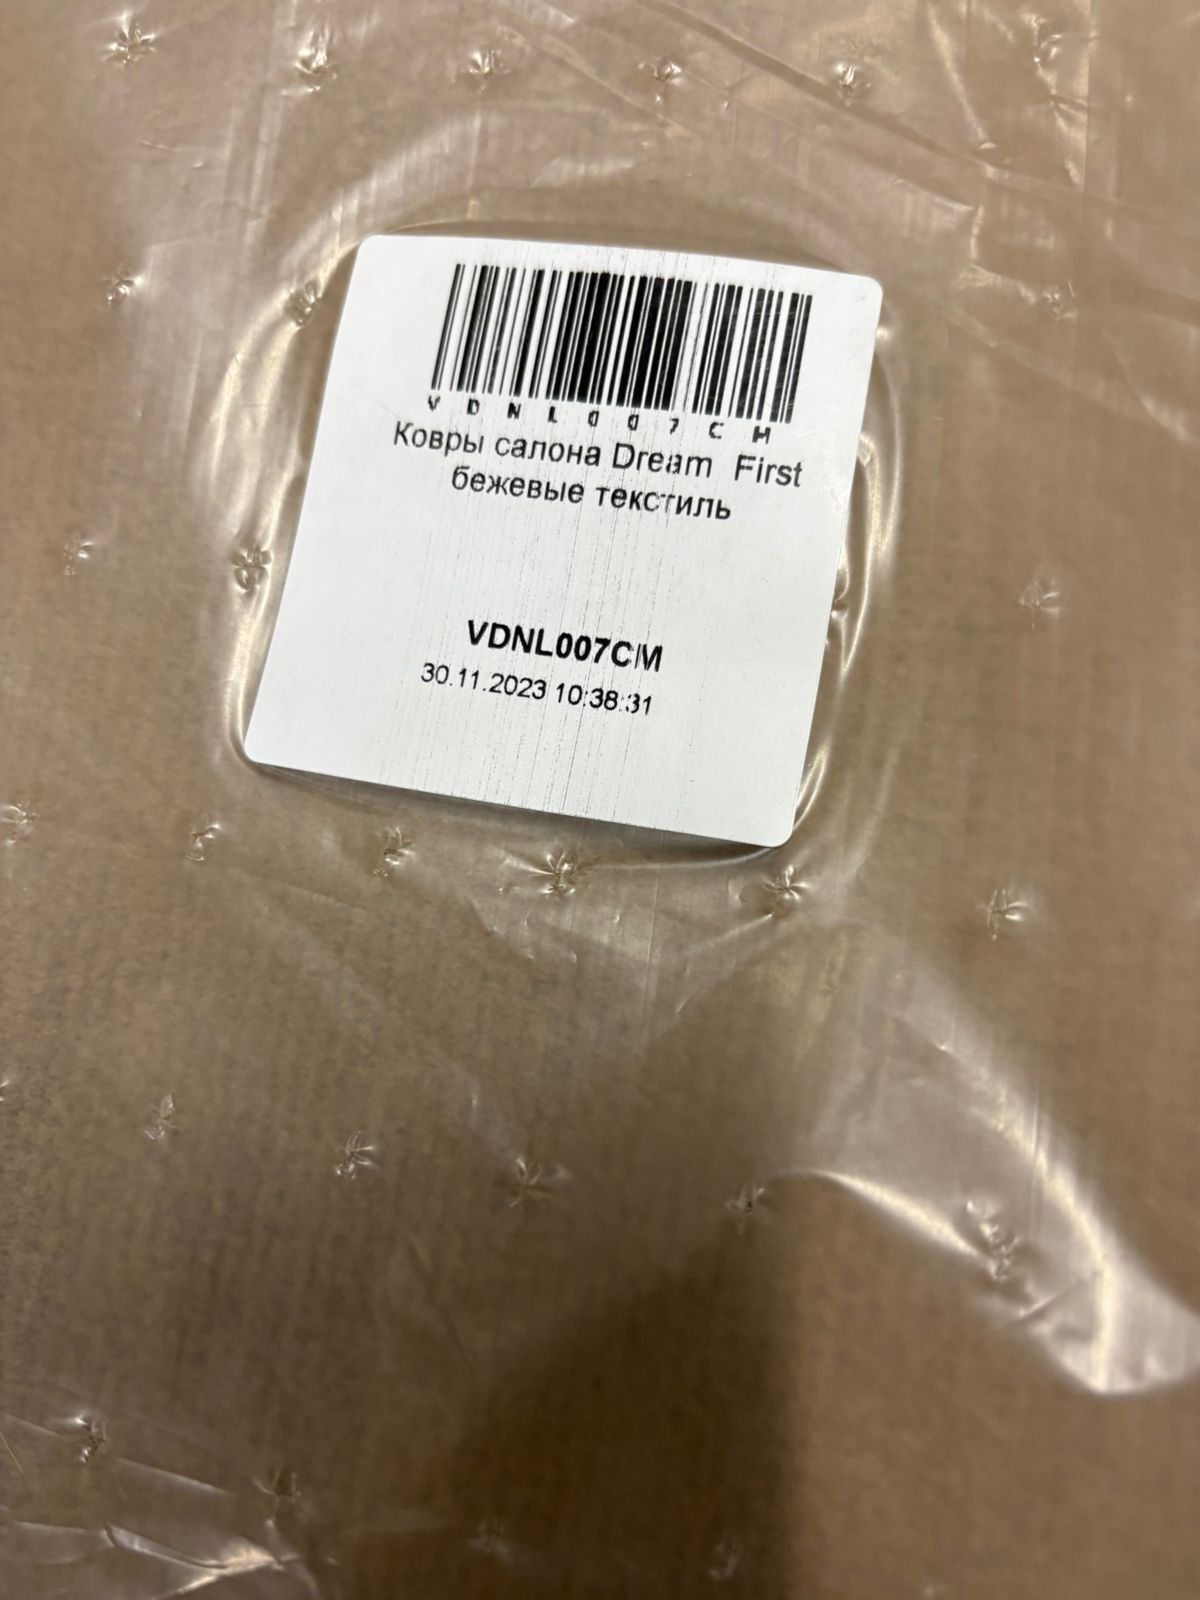 VDNL007CM
Ковры салона Dream First
бежевые текстиль
VDNL007CM
30.11.2023 10:38:31